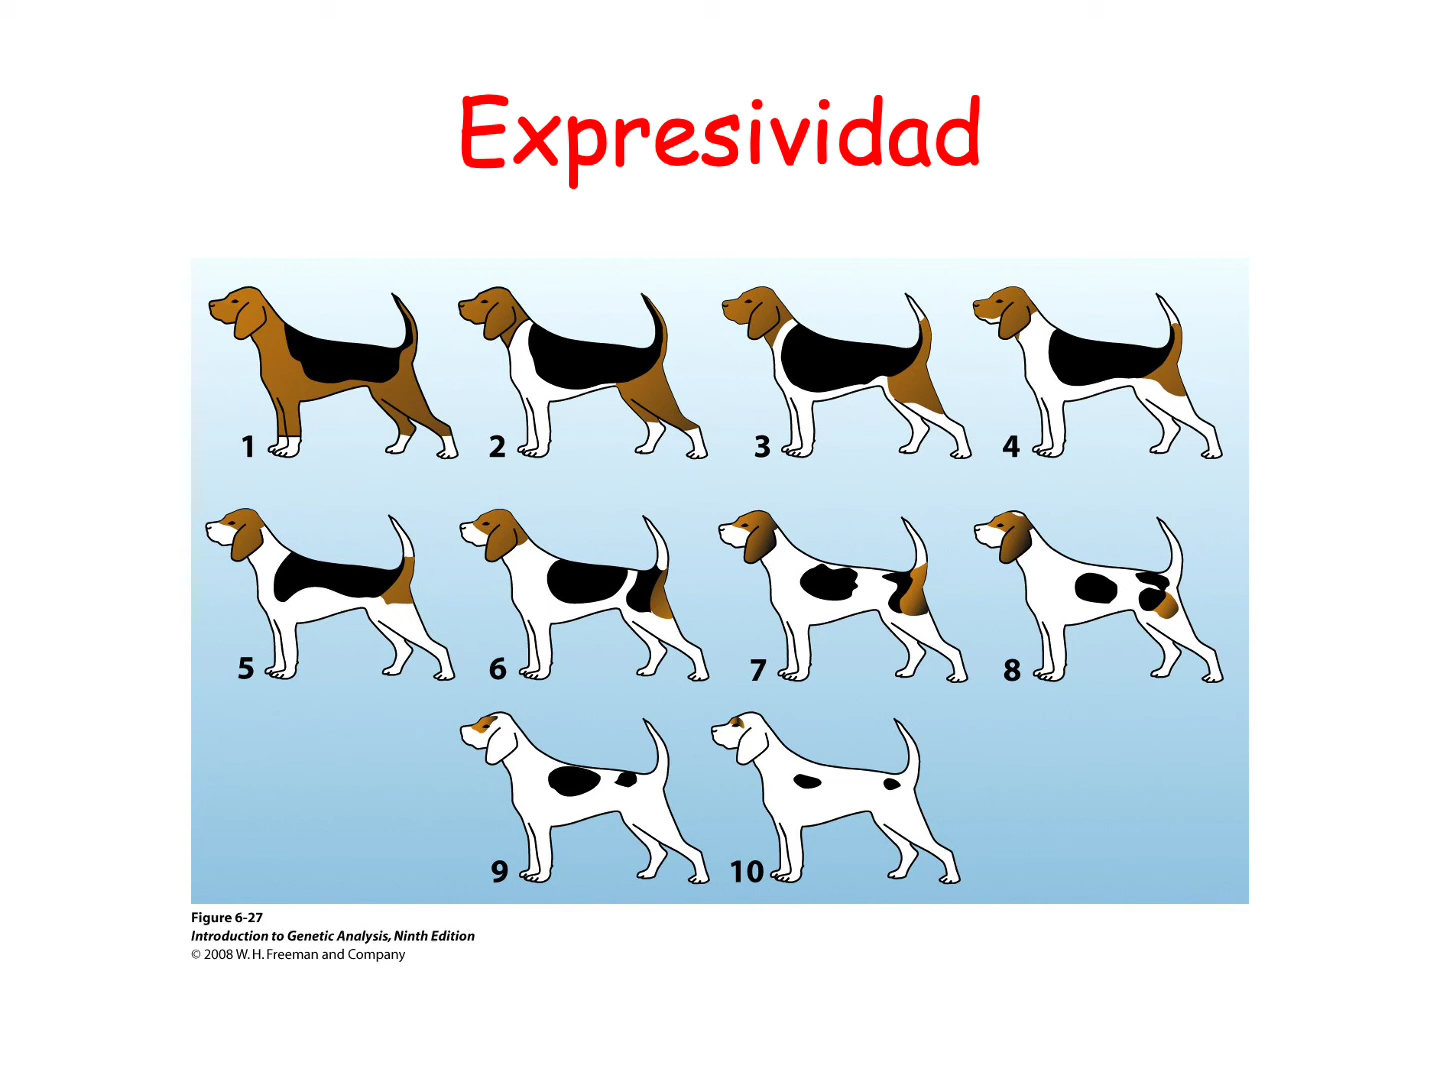 Expresividad
1 2 3 4
5 6 7 8
9 10
Figure 6-27
Introduction to Genetic Analysis, Ninth Edition
© 2008 W. H. Freeman and Company